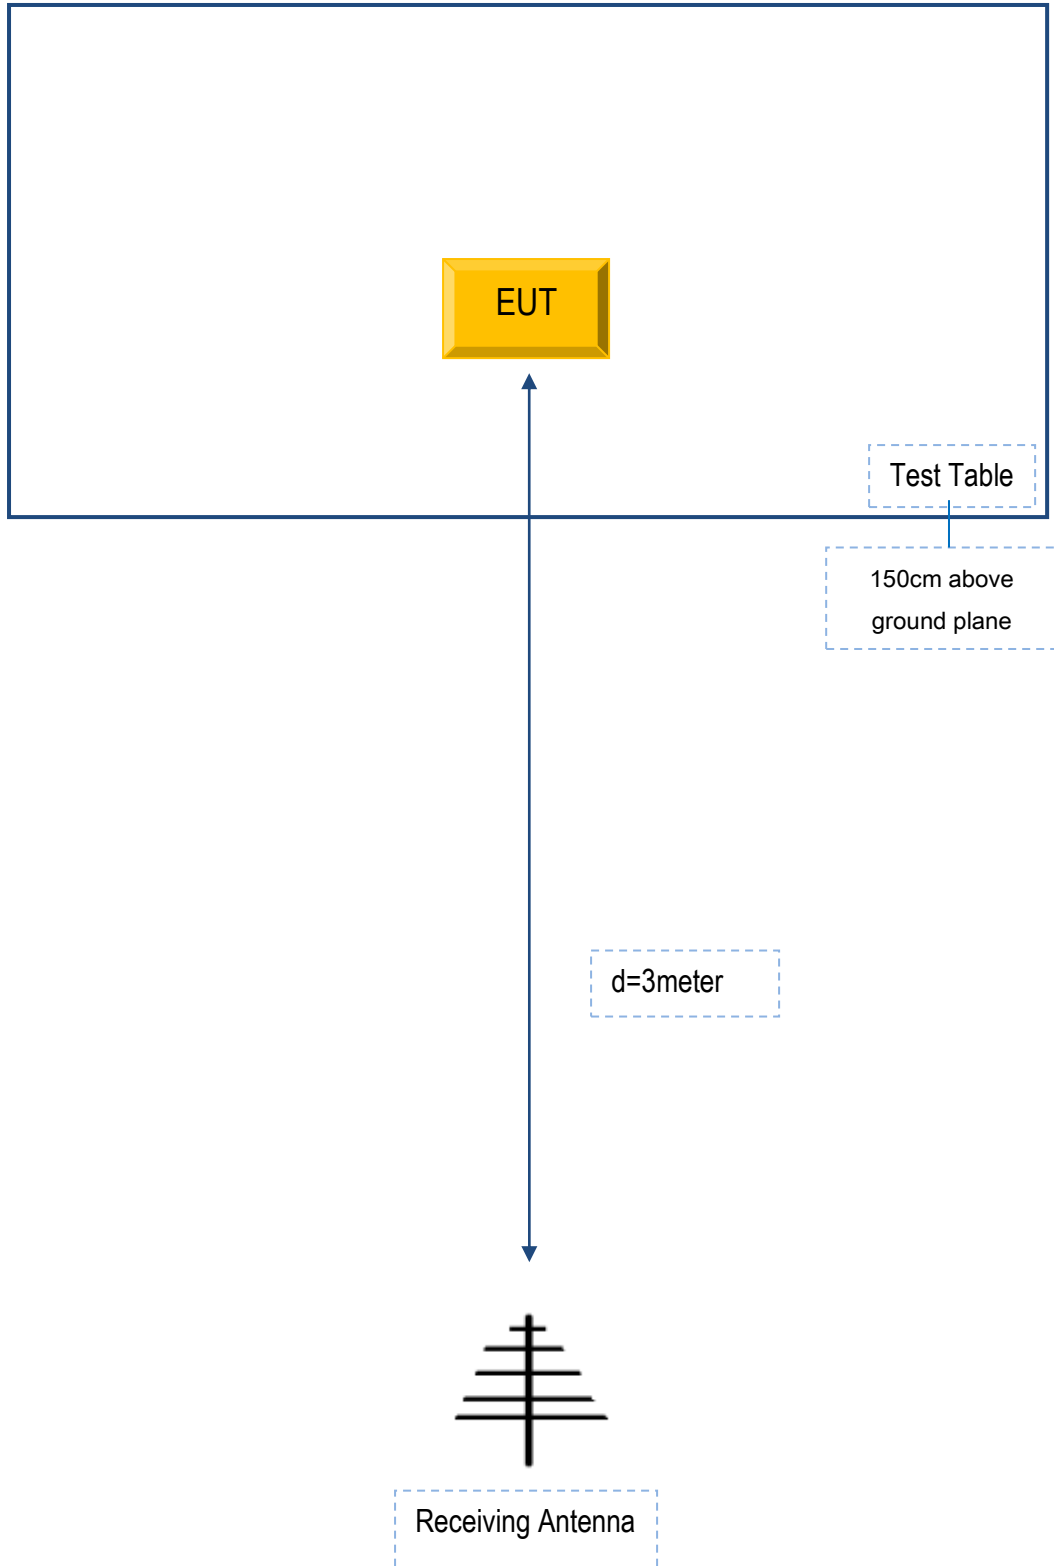 EUT
Test Table
150cm above
ground plane
d=3meter
Receiving Antenna